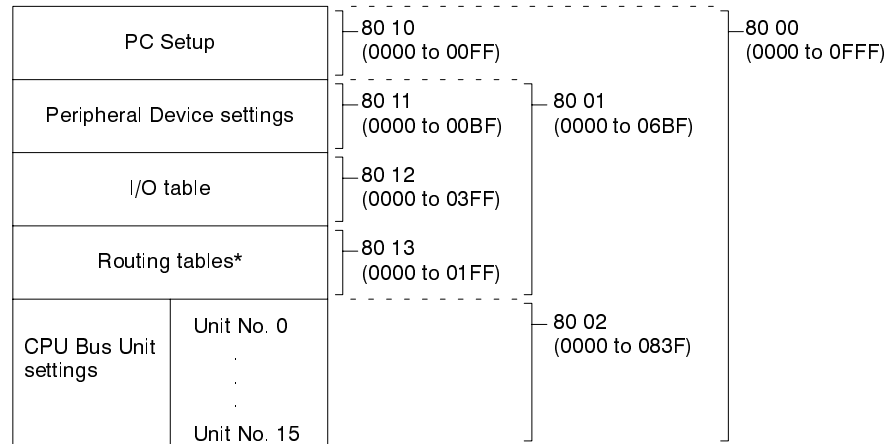 PC Setup
80 10
(0000 to 00FF)
80 00
(0000 to 0FFF)
Peripheral Device settings
80 11
(0000 to 00BF)
80 01
(0000 to 06BF)
I/O table
80 12
(0000 to 03FF)
Routing tables*
80 13
(0000 to 01FF)
CPU Bus Unit
settings
Unit No. 0
.
.
.
Unit No. 15
80 02
(0000 to 083F)